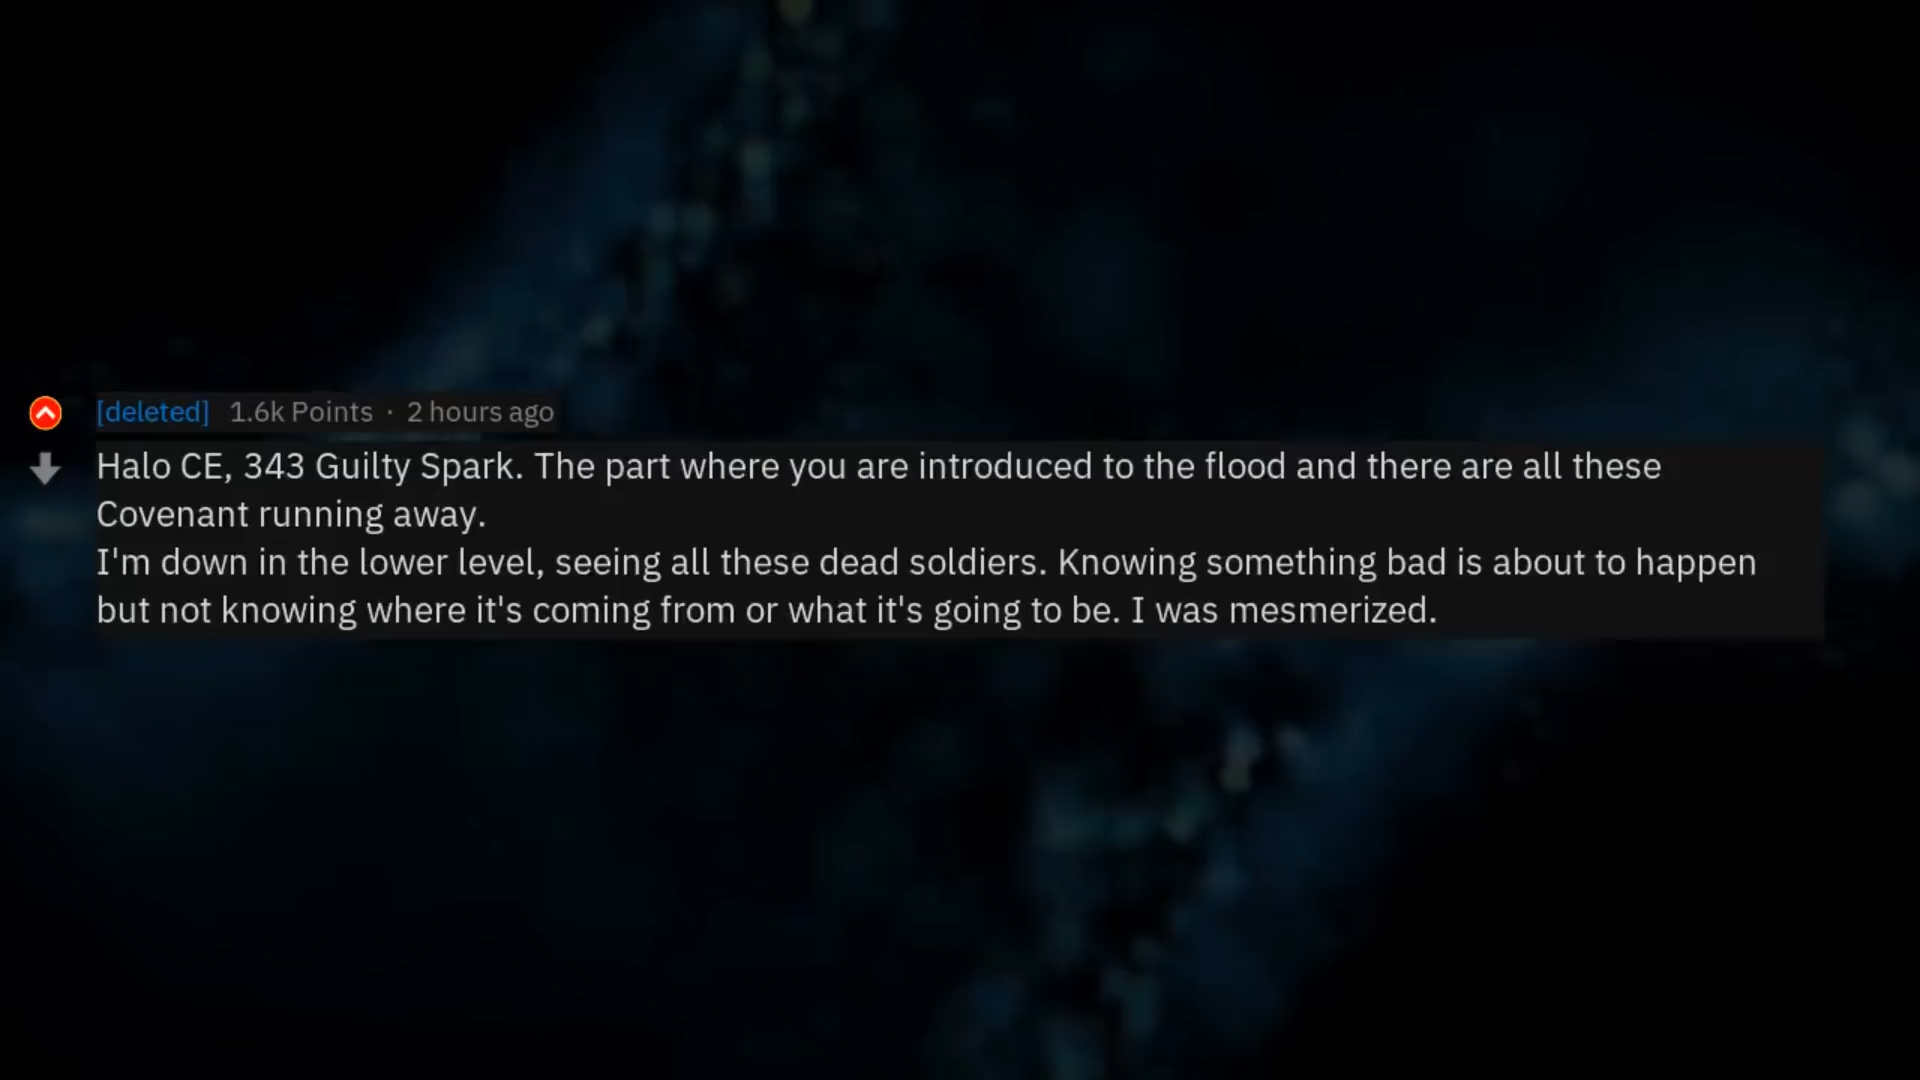 [deleted] 1.6k Points · 2 hours ago
Halo CE, 343 Guilty Spark. The part where you are introduced to the flood and there are all these
Covenant running away.
I'm down in the lower level, seeing all these dead soldiers. Knowing something bad is about to happen
but not knowing where it's coming from or what it's going to be. I was mesmerized.